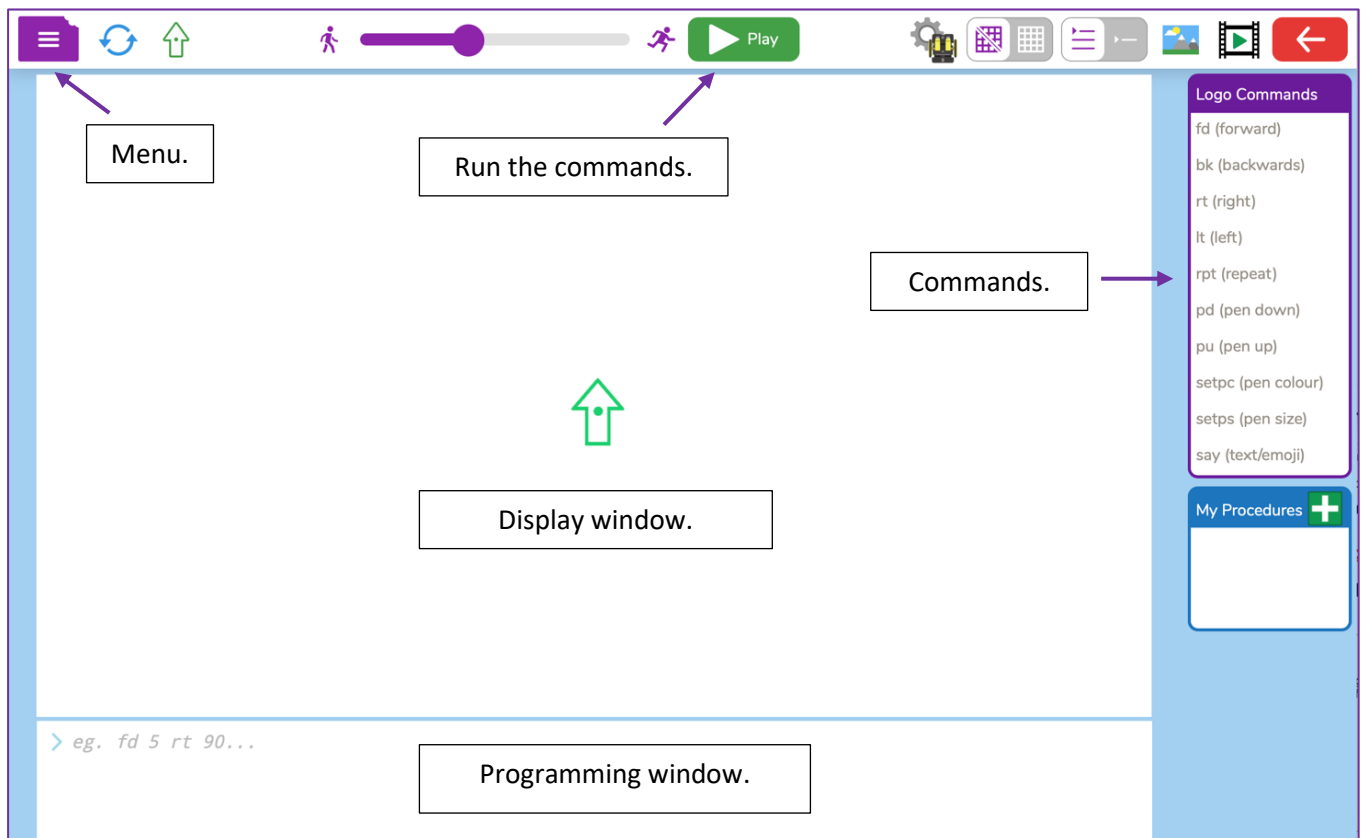 Play
Logo Commands
fd (forward)
Menu.
Run the commands.
bk (backwards)
rt (right)
lt (left)
Commands.
rpt (repeat)
pd (pen down)
pu (pen up)
setpc (pen colour)
setps (pen size)
say (text/emoji)
Display window.
My Procedures
> eg. fd 5 rt 90...
Programming window.